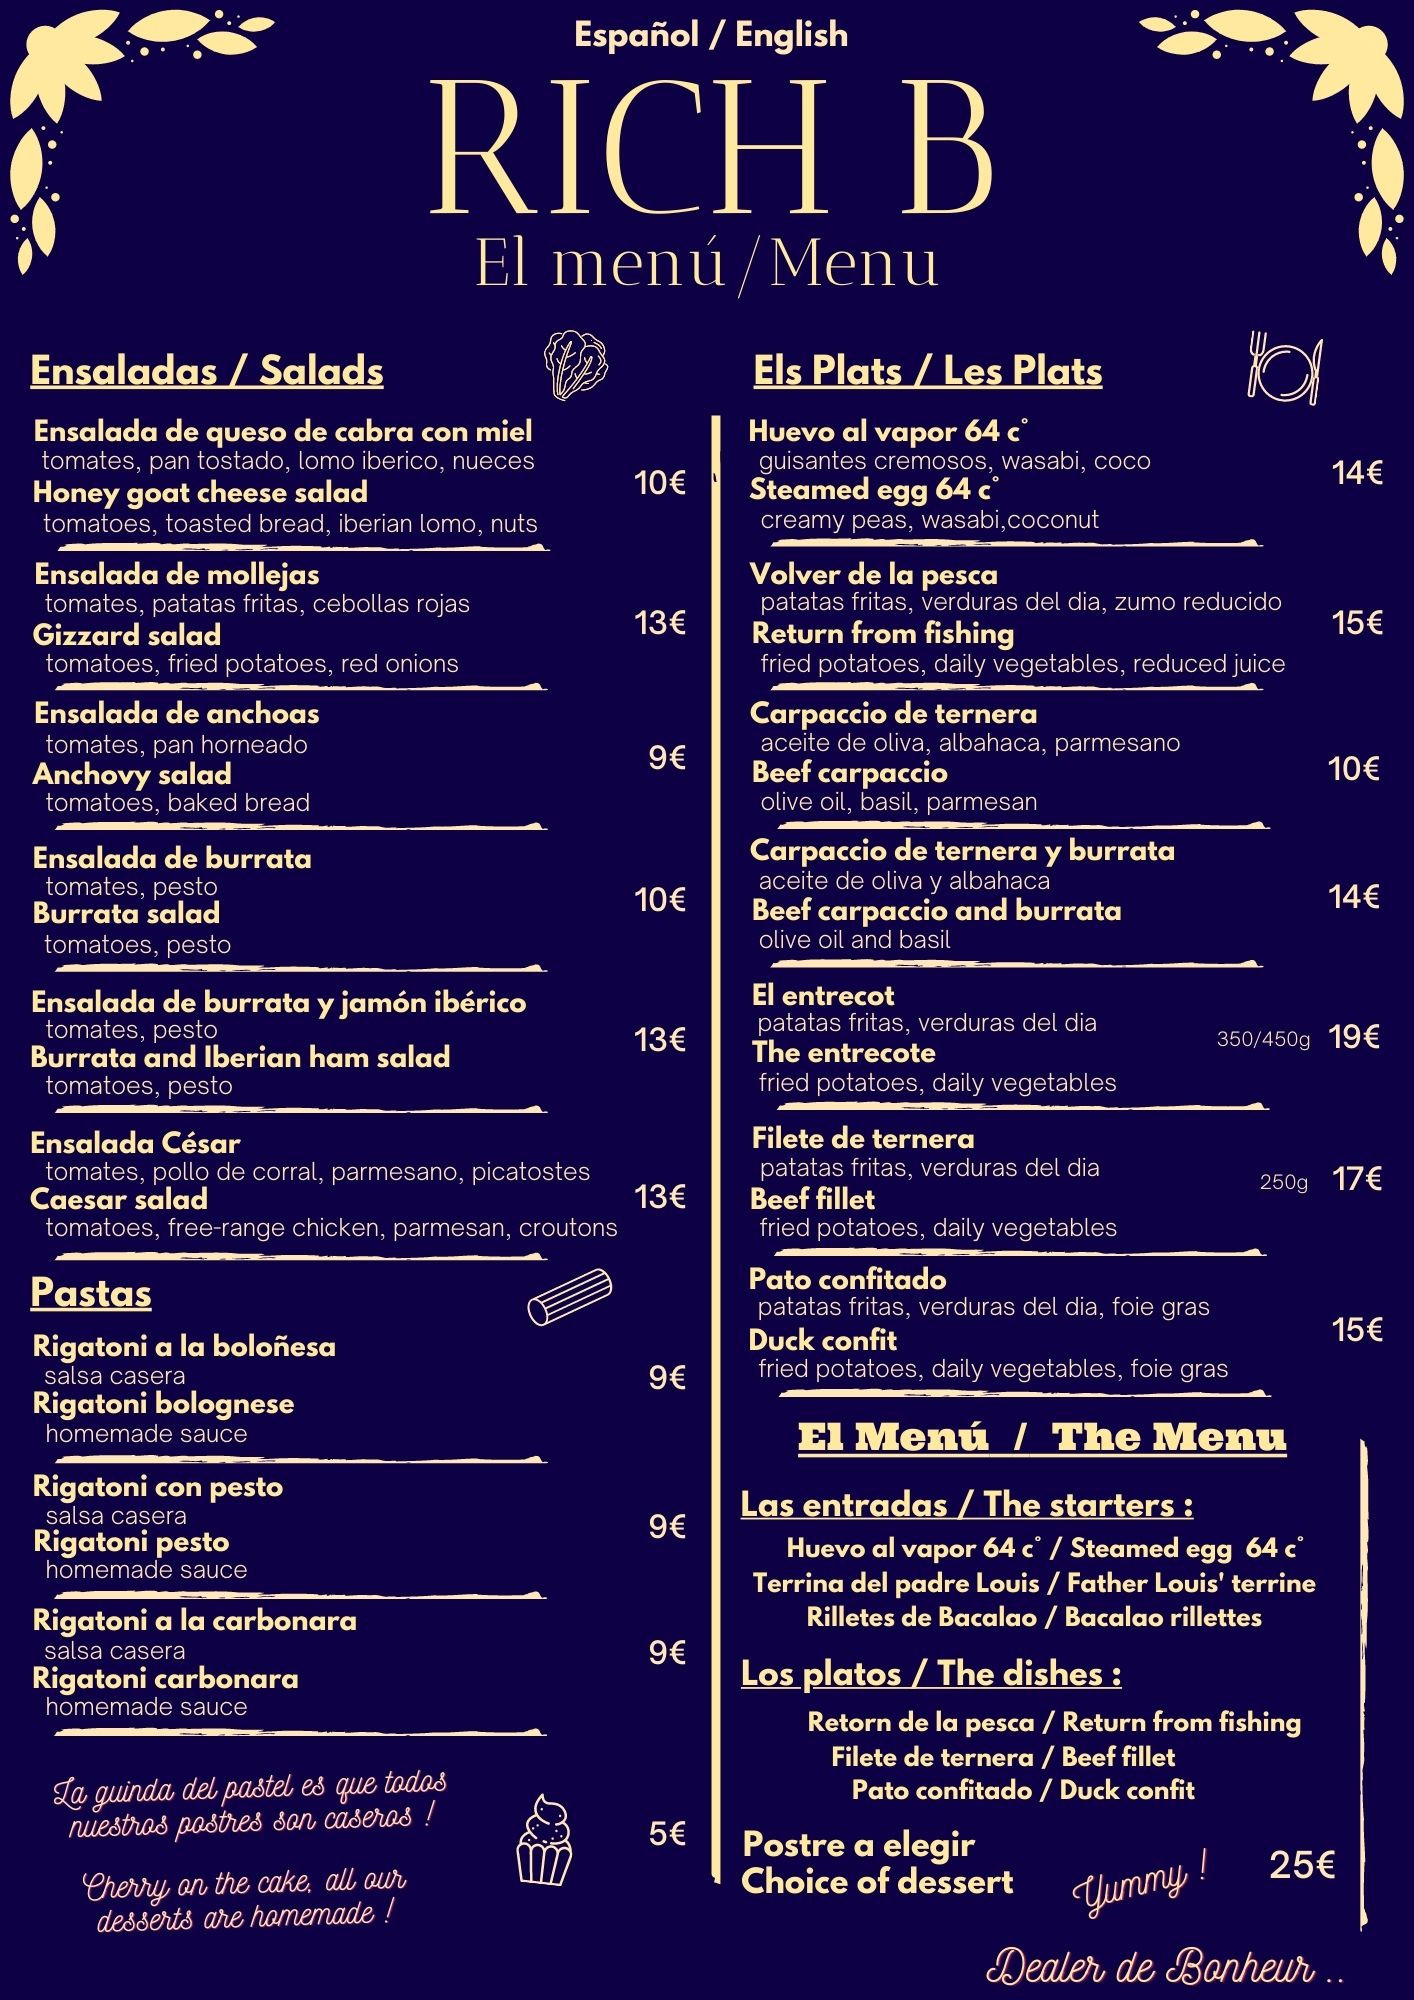 Español / English
RICH B
El menú/Menu
Ensaladas / Salads
Ensalada de queso de cabra con miel
tomates, pan tostado, lomo iberico, nueces
10€
Honey goat cheese salad
tomatoes, toasted bread, iberian lomo, nuts
Ensalada de mollejas
tomates, patatas fritas, cebollas rojas
13€
Gizzard salad
tomatoes, fried potatoes, red onions
Ensalada de anchoas
tomates, pan horneado
9€
Anchovy salad
tomatoes, baked bread
Ensalada de burrata
tomates, pesto
10€
Burrata salad
tomatoes, pesto
Ensalada de burrata y jamón ibérico
tomates, pesto
13€
Burrata and Iberian ham salad
tomatoes, pesto
Ensalada César
tomates, pollo de corral, parmesano, picatostes
13€
Caesar salad
tomatoes, free-range chicken, parmesan, croutons
Pastas
Rigatoni a la boloñesa
salsa casera
9€
Rigatoni bolognese
homemade sauce
Rigatoni con pesto
salsa casera
9€
Rigatoni pesto
homemade sauce
Rigatoni a la carbonara
salsa casera
9€
Rigatoni carbonara
homemade sauce
La guinda del pastel es que todos
nuestros postres son caseros !
5€
Cherry on the cake, all our
desserts are homemade !
Els Plats / Les Plats
Huevo al vapor 64 c°
guisantes cremosos, wasabi, coco
14€
Steamed egg 64 c°
creamy peas, wasabi,coconut
Volver de la pesca
patatas fritas, verduras del dia, zumo reducido
15€
Return from fishing
fried potatoes, daily vegetables, reduced juice
Carpaccio de ternera
aceite de oliva, albahaca, parmesano
10€
Beef carpaccio
olive oil, basil, parmesan
Carpaccio de ternera y burrata
aceite de oliva y albahaca
14€
Beef carpaccio and burrata
olive oil and basil
El entrecot
patatas fritas, verduras del dia
350/450g 19€
The entrecote
fried potatoes, daily vegetables
Filete de ternera
patatas fritas, verduras del dia
250g 17€
Beef fillet
fried potatoes, daily vegetables
Pato confitado
patatas fritas, verduras del dia, foie gras
15€
Duck confit
fried potatoes, daily vegetables, foie gras
El Menú / The Menu
Las entradas / The starters :
Huevo al vapor 64 c° / Steamed egg 64 c°
Terrina del padre Louis / Father Louis' terrine
Rilletes de Bacalao / Bacalao rillettes
Los platos / The dishes :
Retorn de la pesca / Return from fishing
Filete de ternera / Beef fillet
Pato confitado / Duck confit
Postre a elegir
Choice of dessert
Yummy !
25€
Dealer de Bonheur ..